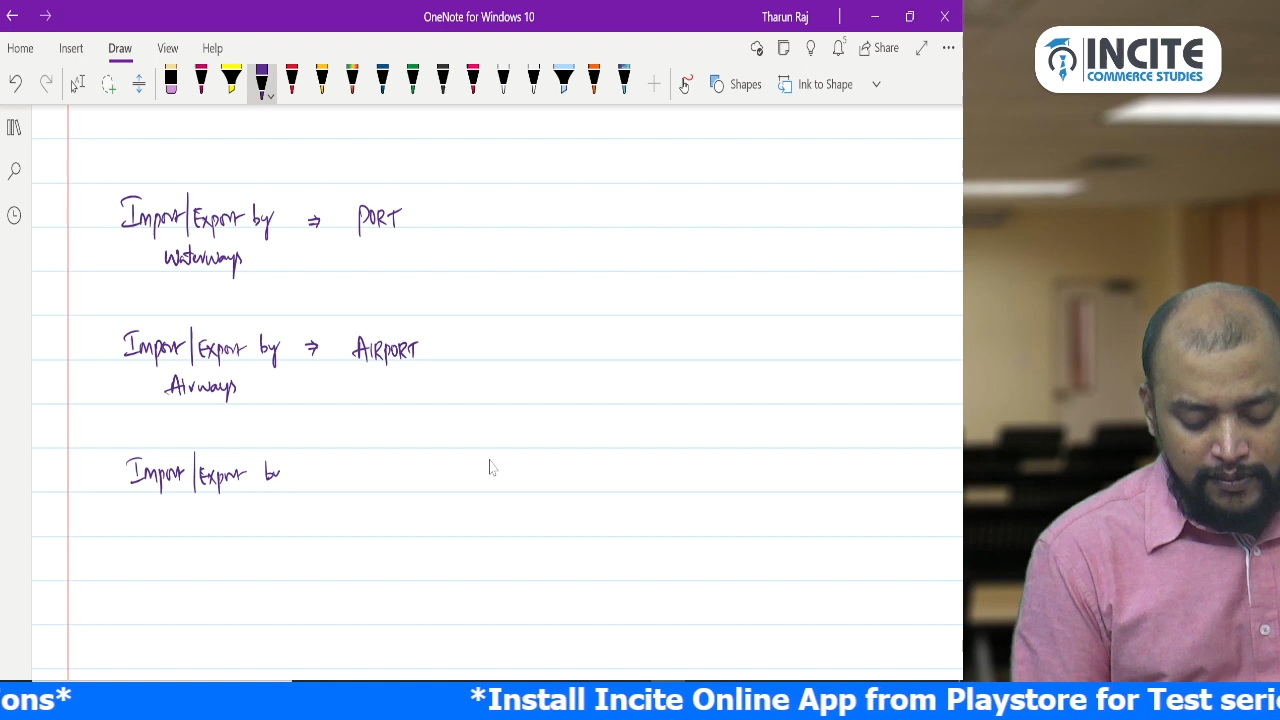 OneNote for Windows 10
Tharun Raj
Home Insert Draw View Help
5
Share
Shapes
Ink to Shape
INCITE
COMMERCE STUDIES
Import|Export by ⇒ PORT
Waterways
Import|Export by → AIRPORT
Airways
Import|Export by
ons* *Install Incite Online App from Playstore for Test seri